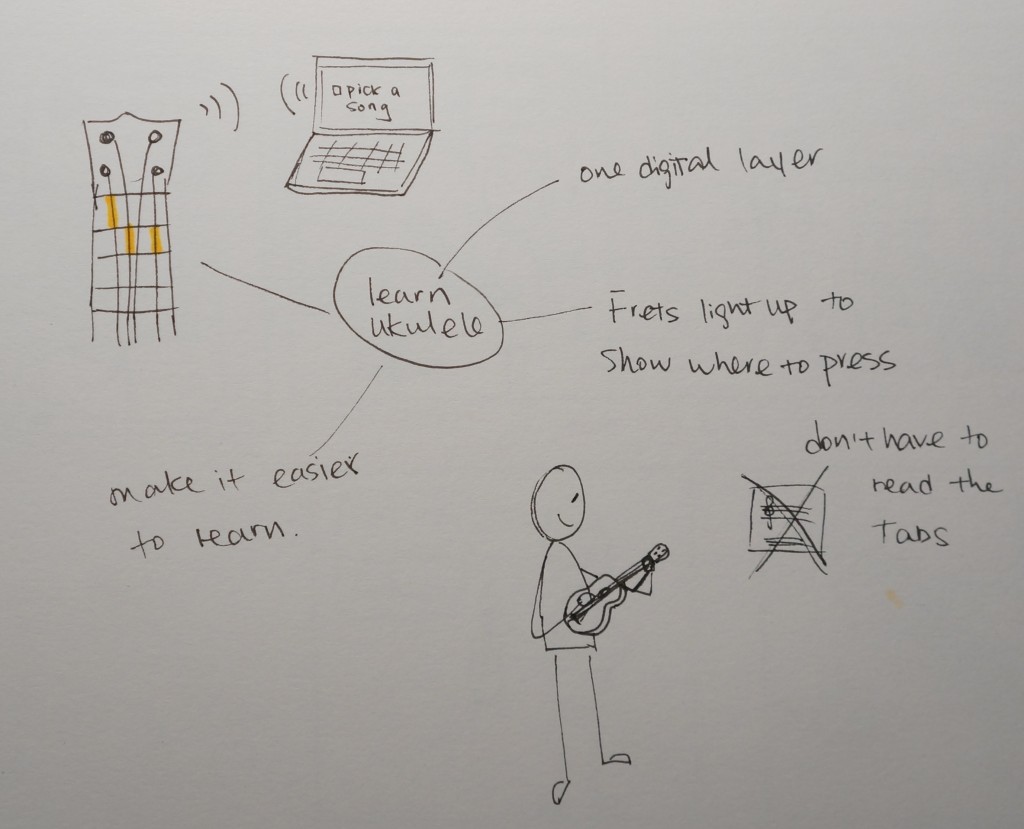 pick a
song
one digital layer
learn
ukulele
Frets light up to
show where to press
make it easier
to learn.
don't have to
read the
Tabs